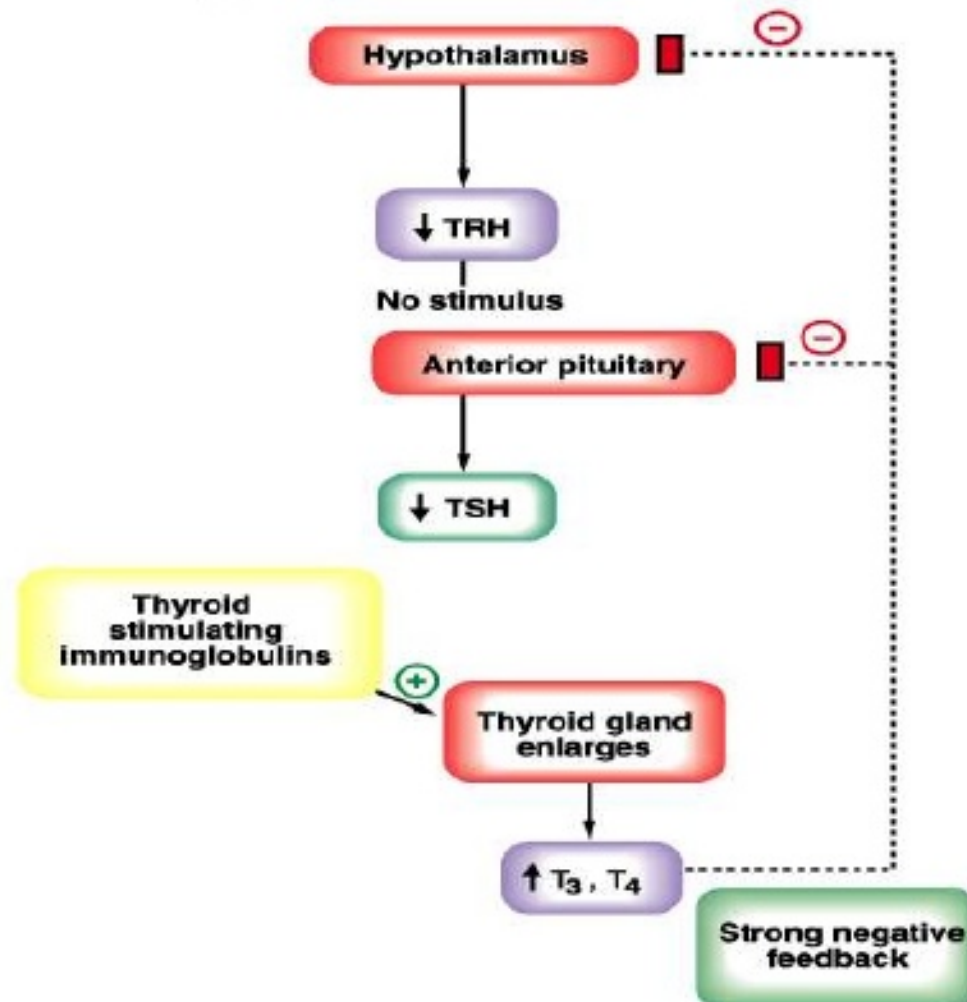 Hypothalamus
−
↓ TRH
No stimulus
Anterior pituitary
−
↓ TSH
Thyroid
stimulating
immunoglobulins
+
Thyroid gland
enlarges
↑ T₃ , T₄
Strong negative
feedback